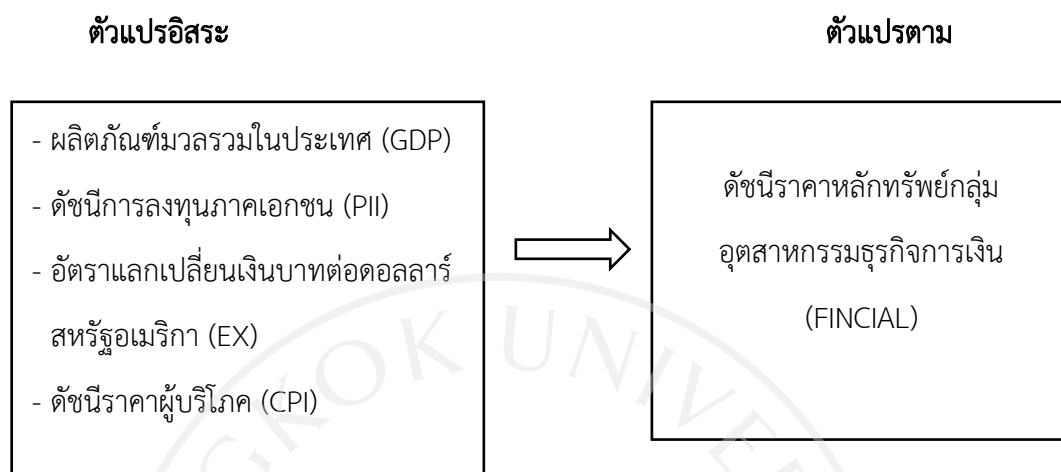 ตัวแปรอิสระ
ตัวแปรตาม
- ผลิตภัณฑ์มวลรวมในประเทศ (GDP)
- ดัชนีการลงทุนภาคเอกชน (PII)
- อัตราแลกเปลี่ยนเงินบาทต่อดอลลาร์
สหรัฐอเมริกา (EX)
- ดัชนีราคาผู้บริโภค (CPI)
ดัชนีราคาหลักทรัพย์กลุ่ม
อุตสาหกรรมธุรกิจการเงิน
(FINCIAL)